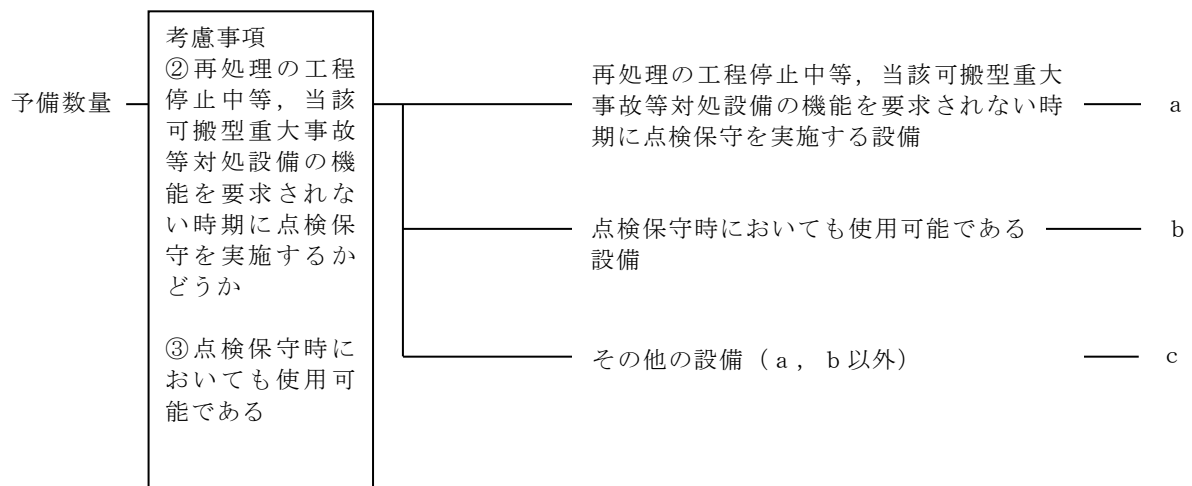 予備数量
考慮事項
②再処理の工程
停止中等，当該
可搬型重大事故
等対処設備の機
能を要求されな
い時期に点検保
守を実施するか
どうか
③点検保守時に
おいても使用可
能である
再処理の工程停止中等，当該可搬型重大
事故等対処設備の機能を要求されない時
期に点検保守を実施する設備
a
点検保守時においても使用可能である
設備
b
その他の設備（a，b以外）
c